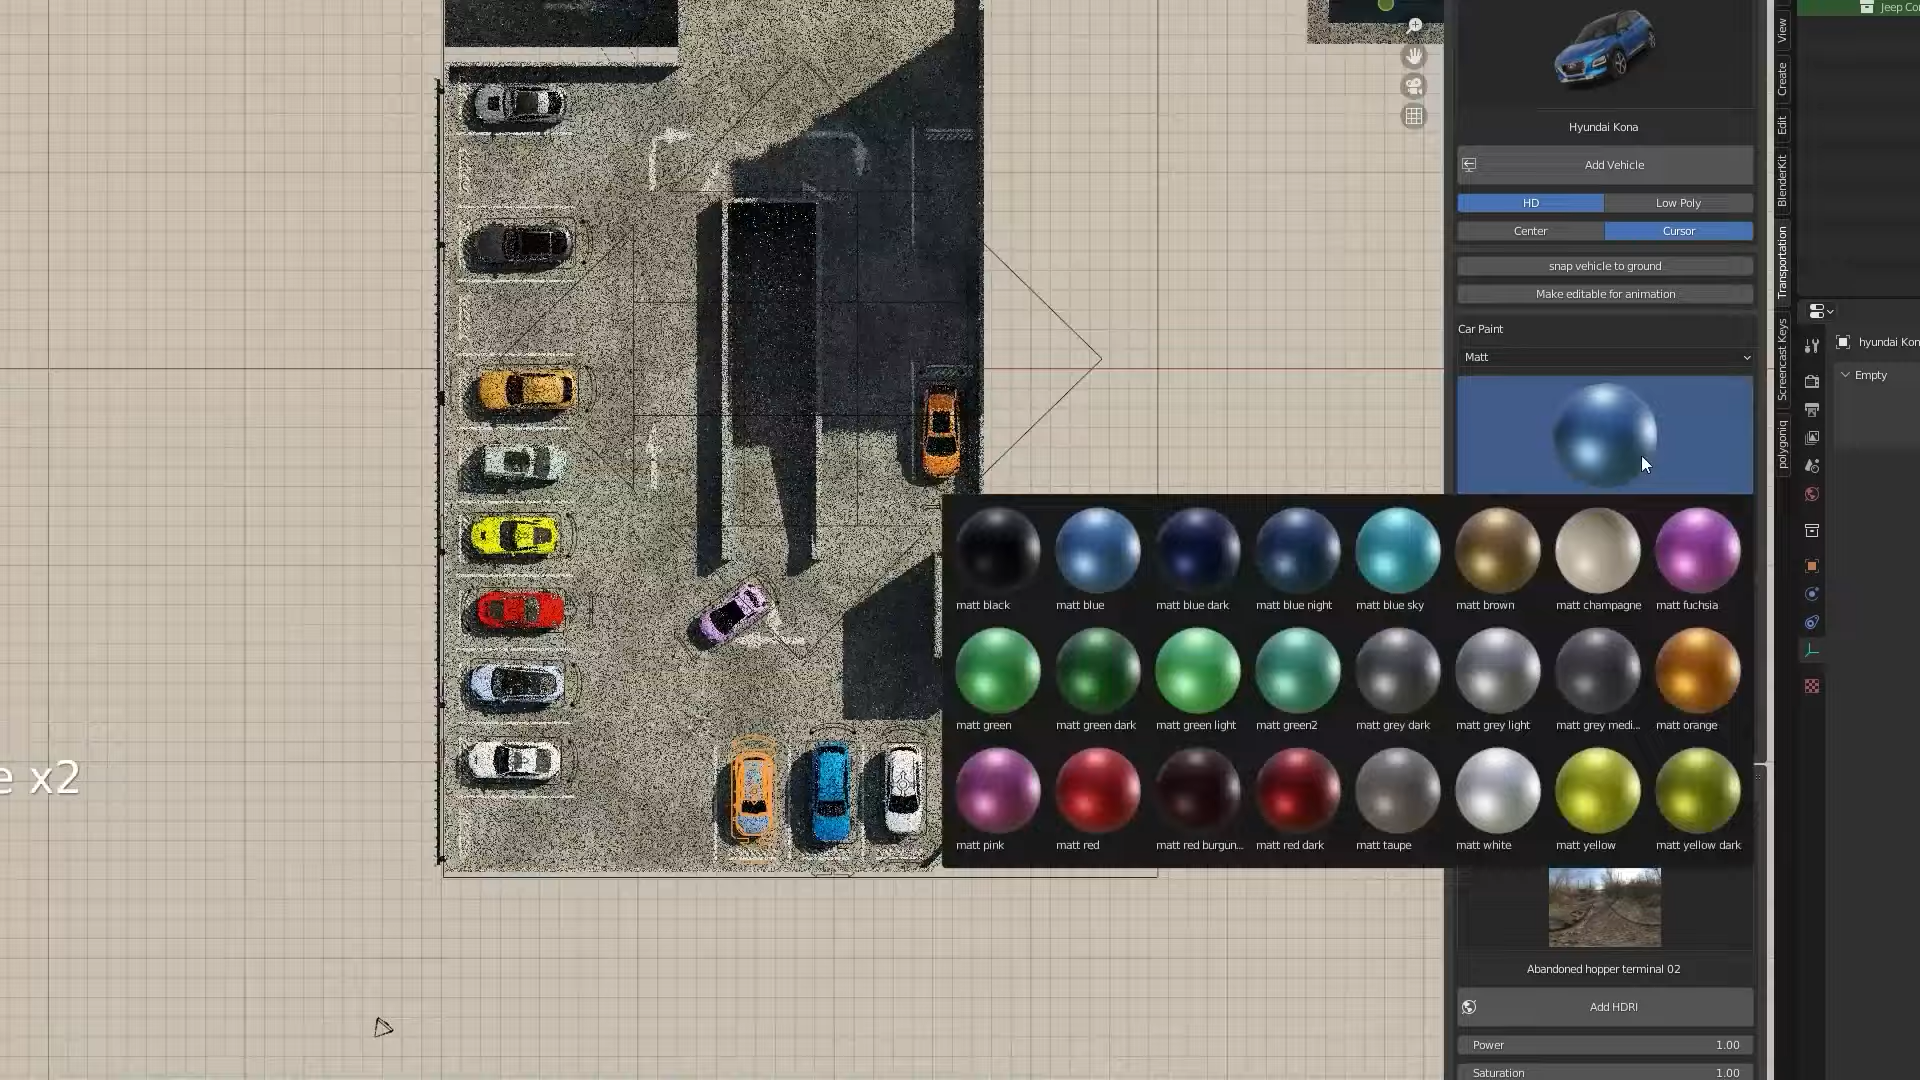 Jeep Co
View
Create
Edit
BlenderKit
Transportation
Screencast Keys
polygoniq
Hyundai Kona
Add Vehicle
HD
Low Poly
Center
Cursor
snap vehicle to ground
Make editable for animation
Car Paint
Matt
hyundai Kon
Empty
matt black
matt blue
matt blue dark
matt blue night
matt blue sky
matt brown
matt champagne
matt fuchsia
matt green
matt green dark
matt green light
matt green2
matt grey dark
matt grey light
matt grey medi...
matt orange
matt pink
matt red
matt red burgun...
matt red dark
matt taupe
matt white
matt yellow
matt yellow dark
e x2
Abandoned hopper terminal 02
Add HDRI
Power 1.00
Saturation 1.00